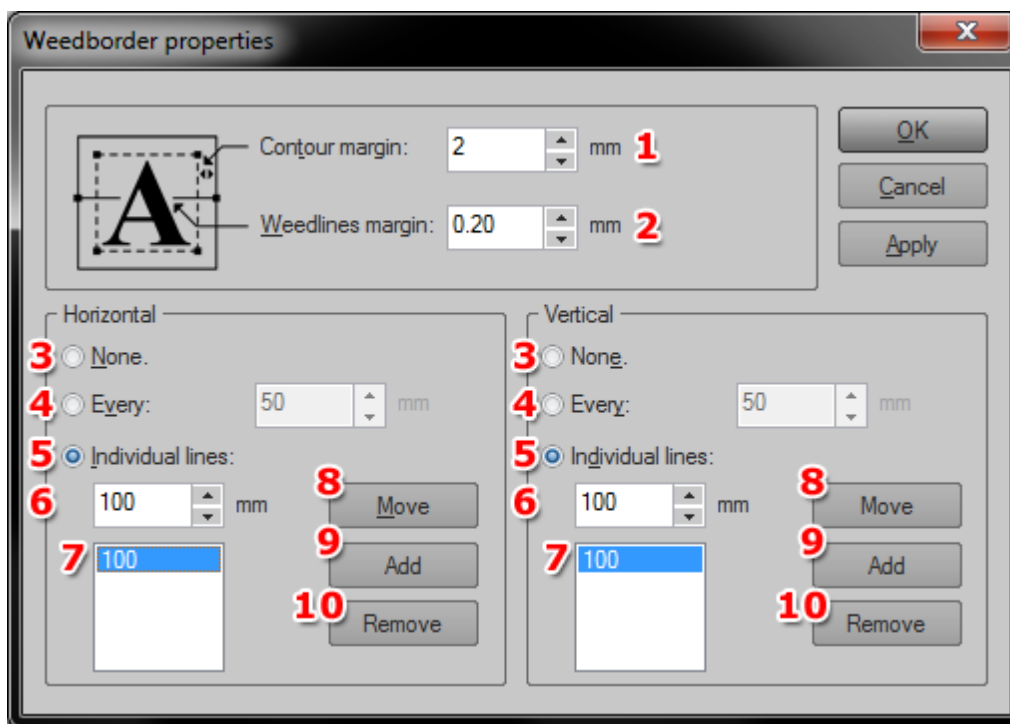 Weedborder properties
Contour margin: 2 mm 1
Weedlines margin: 0.20 mm 2
A
OK
Cancel
Apply
Horizontal
3 None.
4 Every: 50 mm
5 Individual lines:
6 100 mm
7 100
8 Move
9 Add
10 Remove
Vertical
3 None.
4 Every: 50 mm
5 Individual lines:
6 100 mm
7 100
8 Move
9 Add
10 Remove